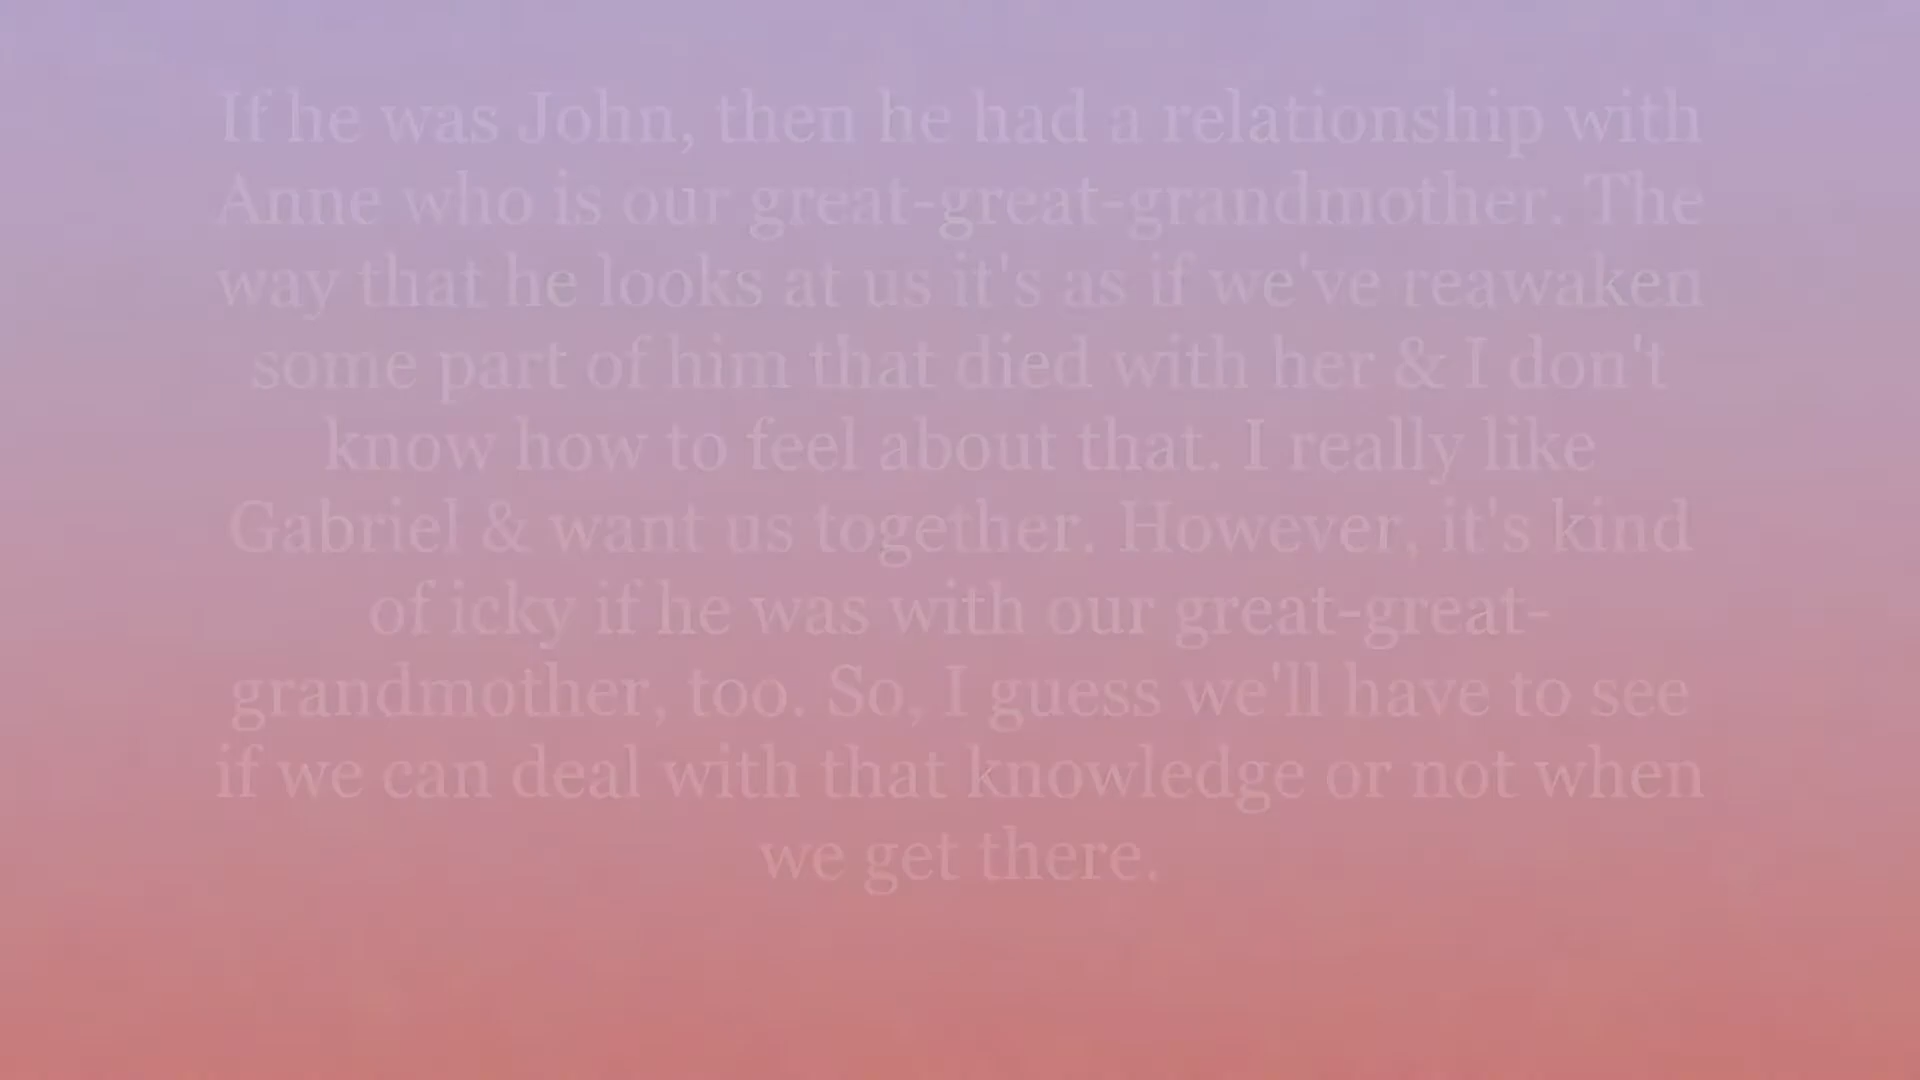 If he was John, then he had a relationship with
Anne who is our great-great-grandmother. The
way that he looks at us it's as if we've reawaken
some part of him that died with her & I don't
know how to feel about that. I really like
Gabriel & want us together. However, it's kind
of icky if he was with our great-great-
grandmother, too. So, I guess we'll have to see
if we can deal with that knowledge or not when
we get there.